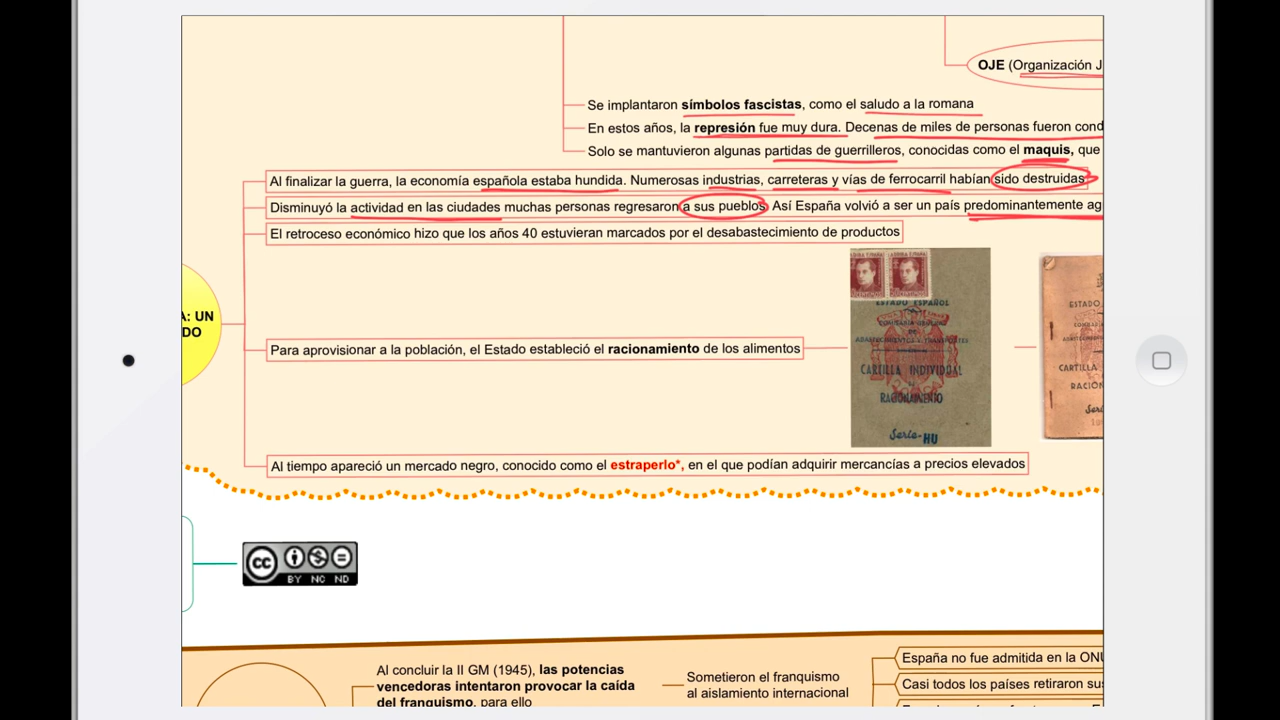 OJE (Organización J
Se implantaron símbolos fascistas, como el saludo a la romana
En estos años, la represión fue muy dura. Decenas de miles de personas fueron cond
Solo se mantuvieron algunas partidas de guerrilleros, conocidas como el maquis, que
Al finalizar la guerra, la economía española estaba hundida. Numerosas industrias, carreteras y vías de ferrocarril habían sido destruidas
Disminuyó la actividad en las ciudades muchas personas regresaron a sus pueblos. Así España volvió a ser un país predominantemente ag
El retroceso económico hizo que los años 40 estuvieran marcados por el desabastecimiento de productos
A: UN
DO
Para aprovisionar a la población, el Estado estableció el racionamiento de los alimentos
ESTADO ESPAÑOL
COMISARÍA GENERAL
DE
ABASTECIMIENTOS Y TRANSPORTES
CARTILLA INDIVIDUAL
DE
RACIONAMIENTO
Serie-HU
ESTADO
CARTILLA
RACIÓN
Seri
Al tiempo apareció un mercado negro, conocido como el estraperlo*, en el que podían adquirir mercancías a precios elevados
cc
BY NC ND
Al concluir la II GM (1945), las potencias
vencedoras intentaron provocar la caída
del franquismo, para ello
Sometieron el franquismo
al aislamiento internacional
España no fue admitida en la ONU
Casi todos los países retiraron sus